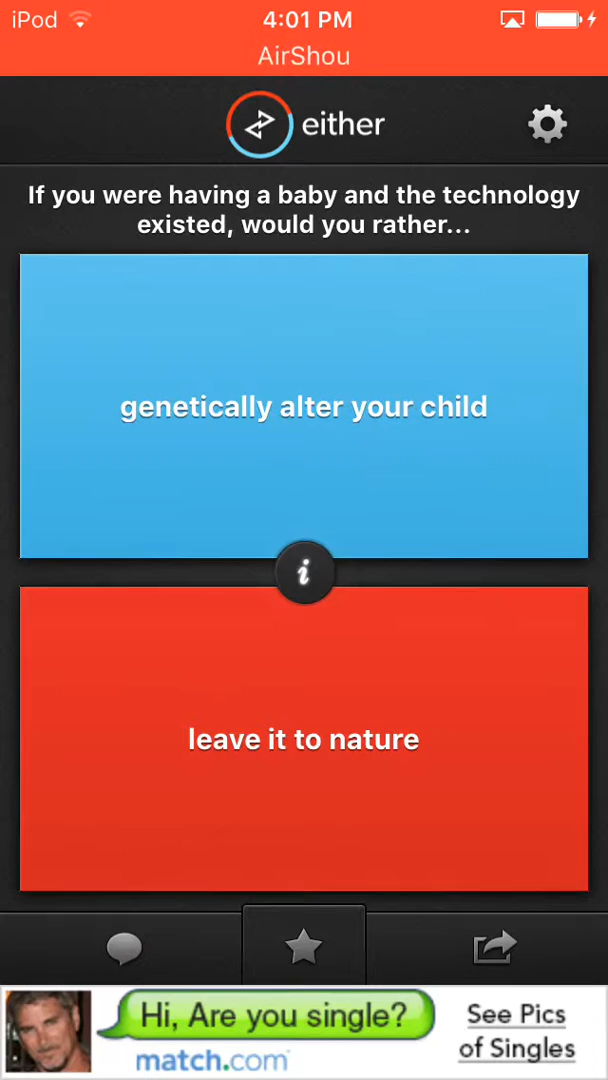 iPod 4:01 PM
AirShou
either
If you were having a baby and the technology
existed, would you rather...
genetically alter your child
i
leave it to nature
Hi, Are you single?
match.com
See Pics
of Singles